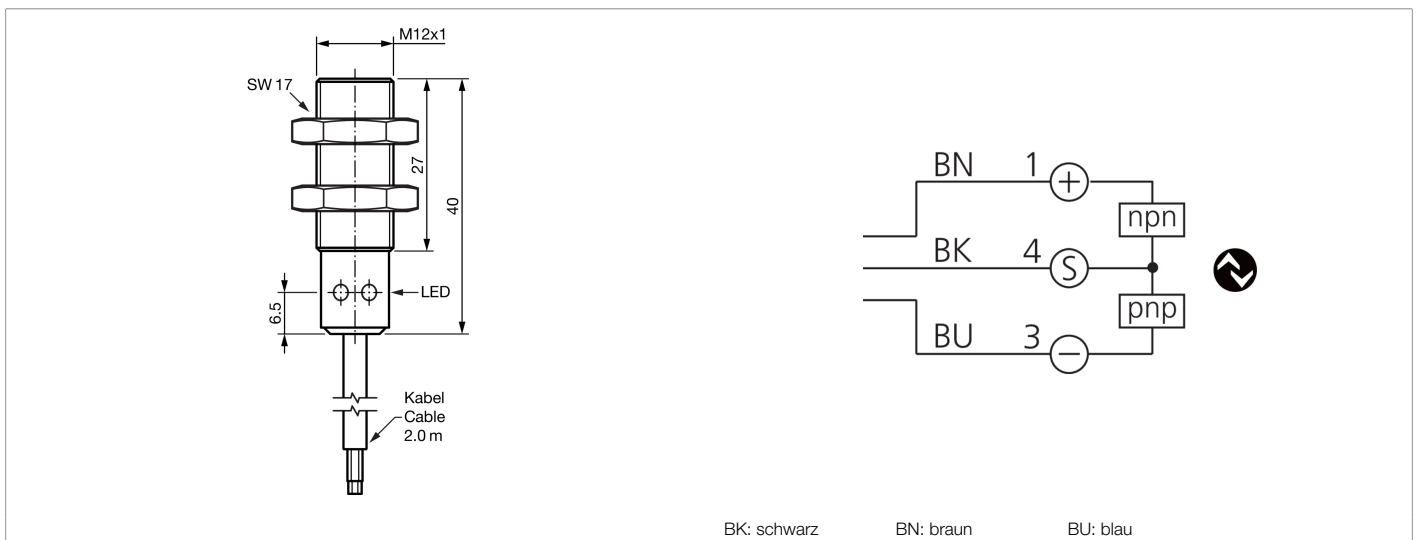 M12x1
SW 17
27
40
LED
6.5
Kabel
Cable
2.0 m
BN 1 +
npn
BK 4 S
pnp
BU 3 −
BK: schwarz BN: braun BU: blau